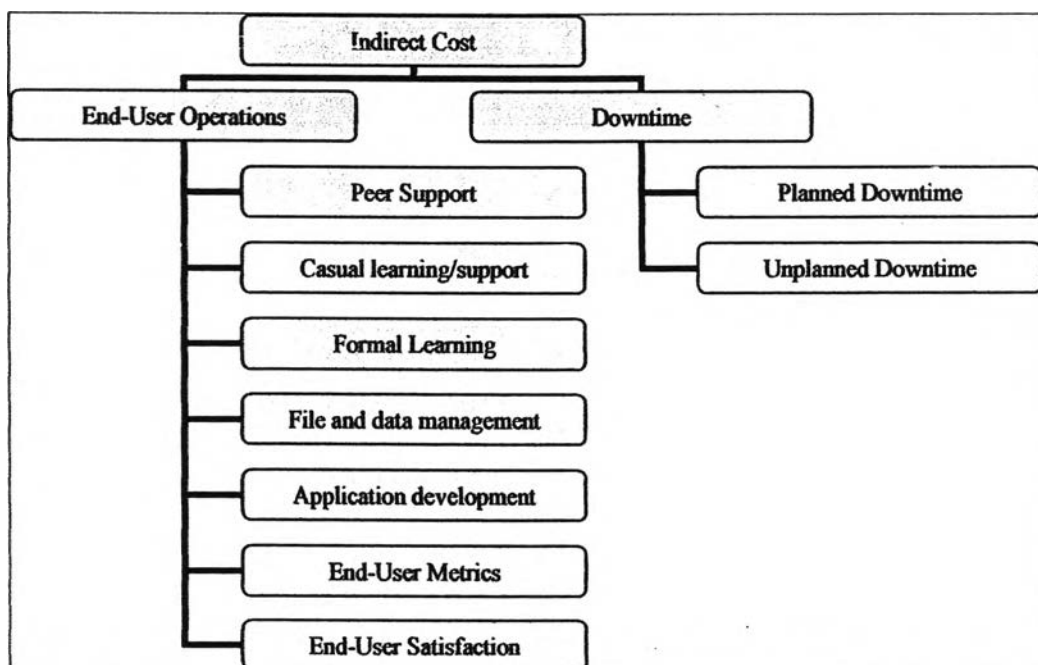 Indirect Cost
End-User Operations
Downtime
Peer Support
Planned Downtime
Casual learning/support
Unplanned Downtime
Formal Learning
File and data management
Application development
End-User Metrics
End-User Satisfaction